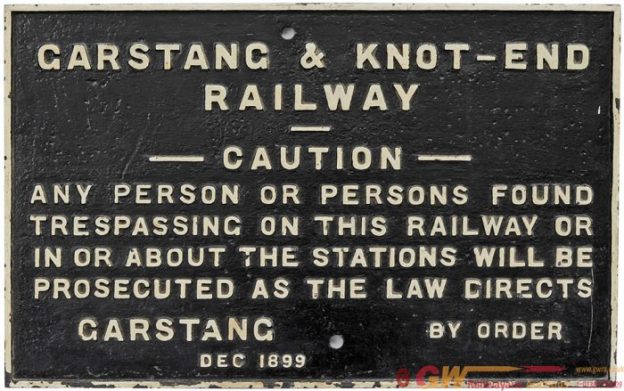 GARSTANG & KNOT-END
RAILWAY
CAUTION
ANY PERSON OR PERSONS FOUND
TRESPASSING ON THIS RAILWAY OR
IN OR ABOUT THE STATIONS WILL BE
PROSECUTED AS THE LAW DIRECTS
GARSTANG BY ORDER
DEC 1899
GW